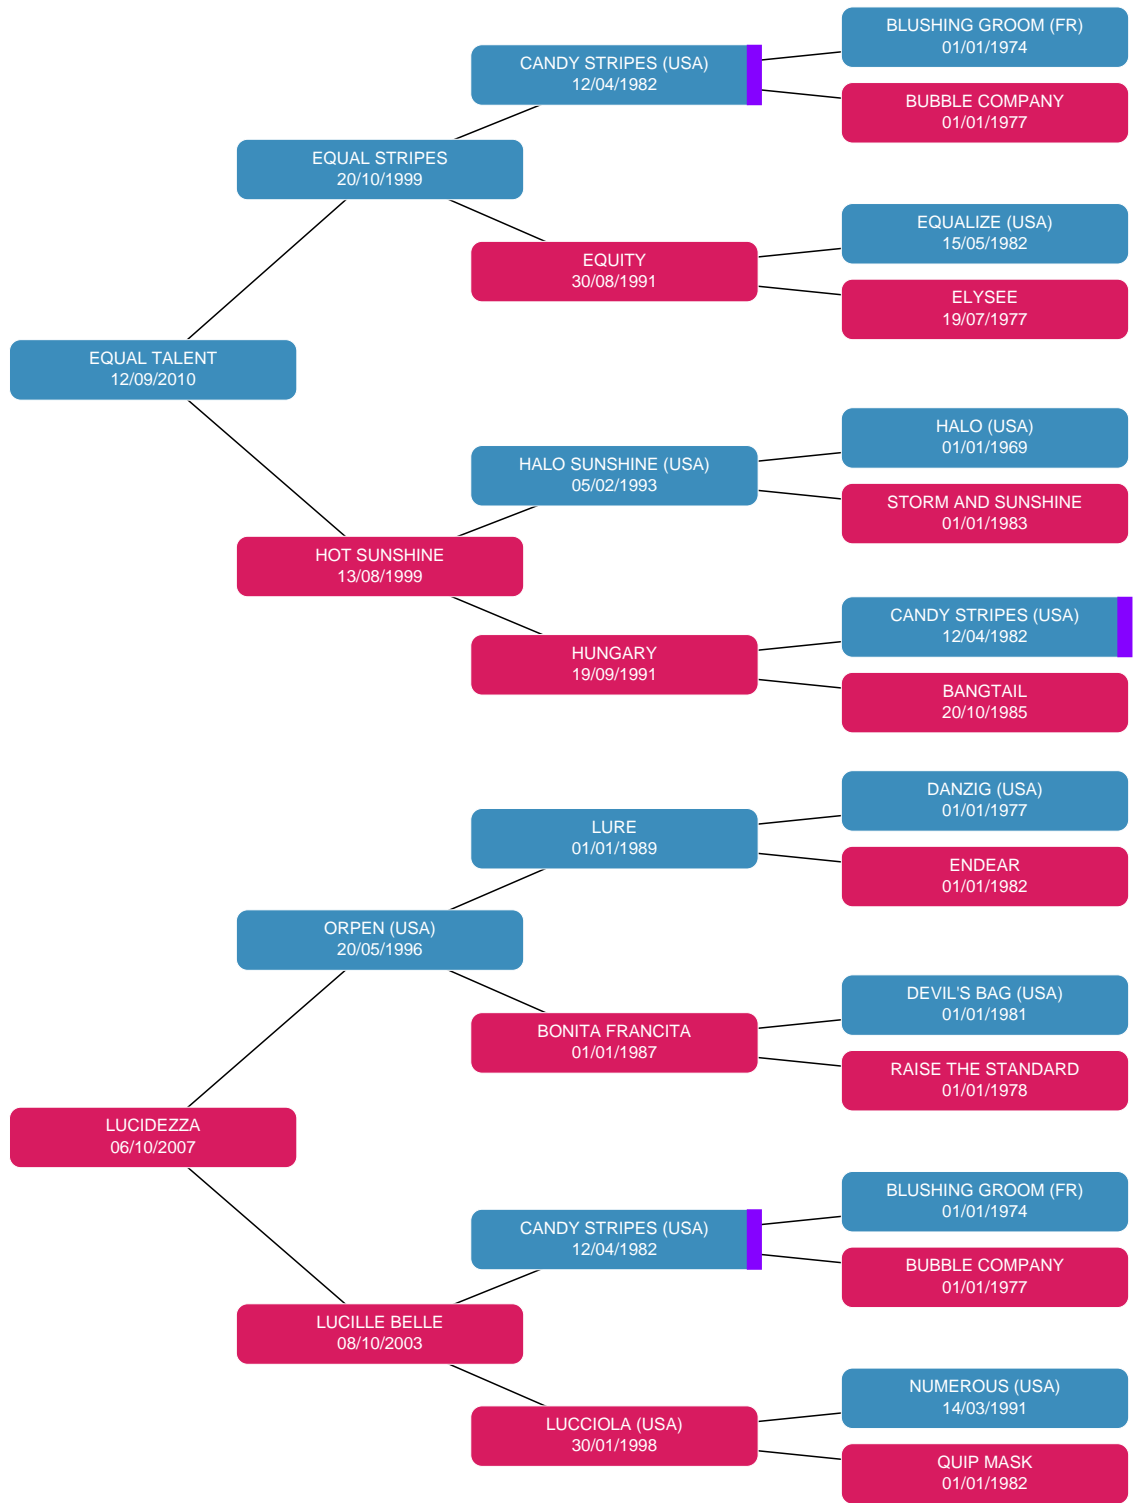 BLUSHING GROOM (FR)
01/01/1974
CANDY STRIPES (USA)
12/04/1982
BUBBLE COMPANY
01/01/1977
EQUAL STRIPES
20/10/1999
EQUALIZE (USA)
15/05/1982
EQUITY
30/08/1991
ELYSEE
19/07/1977
EQUAL TALENT
12/09/2010
HALO (USA)
01/01/1969
HALO SUNSHINE (USA)
05/02/1993
STORM AND SUNSHINE
01/01/1983
HOT SUNSHINE
13/08/1999
CANDY STRIPES (USA)
12/04/1982
HUNGARY
19/09/1991
BANGTAIL
20/10/1985
DANZIG (USA)
01/01/1977
LURE
01/01/1989
ENDEAR
01/01/1982
ORPEN (USA)
20/05/1996
DEVIL'S BAG (USA)
01/01/1981
BONITA FRANCITA
01/01/1987
RAISE THE STANDARD
01/01/1978
LUCIDEZZA
06/10/2007
BLUSHING GROOM (FR)
01/01/1974
CANDY STRIPES (USA)
12/04/1982
BUBBLE COMPANY
01/01/1977
LUCILLE BELLE
08/10/2003
NUMEROUS (USA)
14/03/1991
LUCCIOLA (USA)
30/01/1998
QUIP MASK
01/01/1982